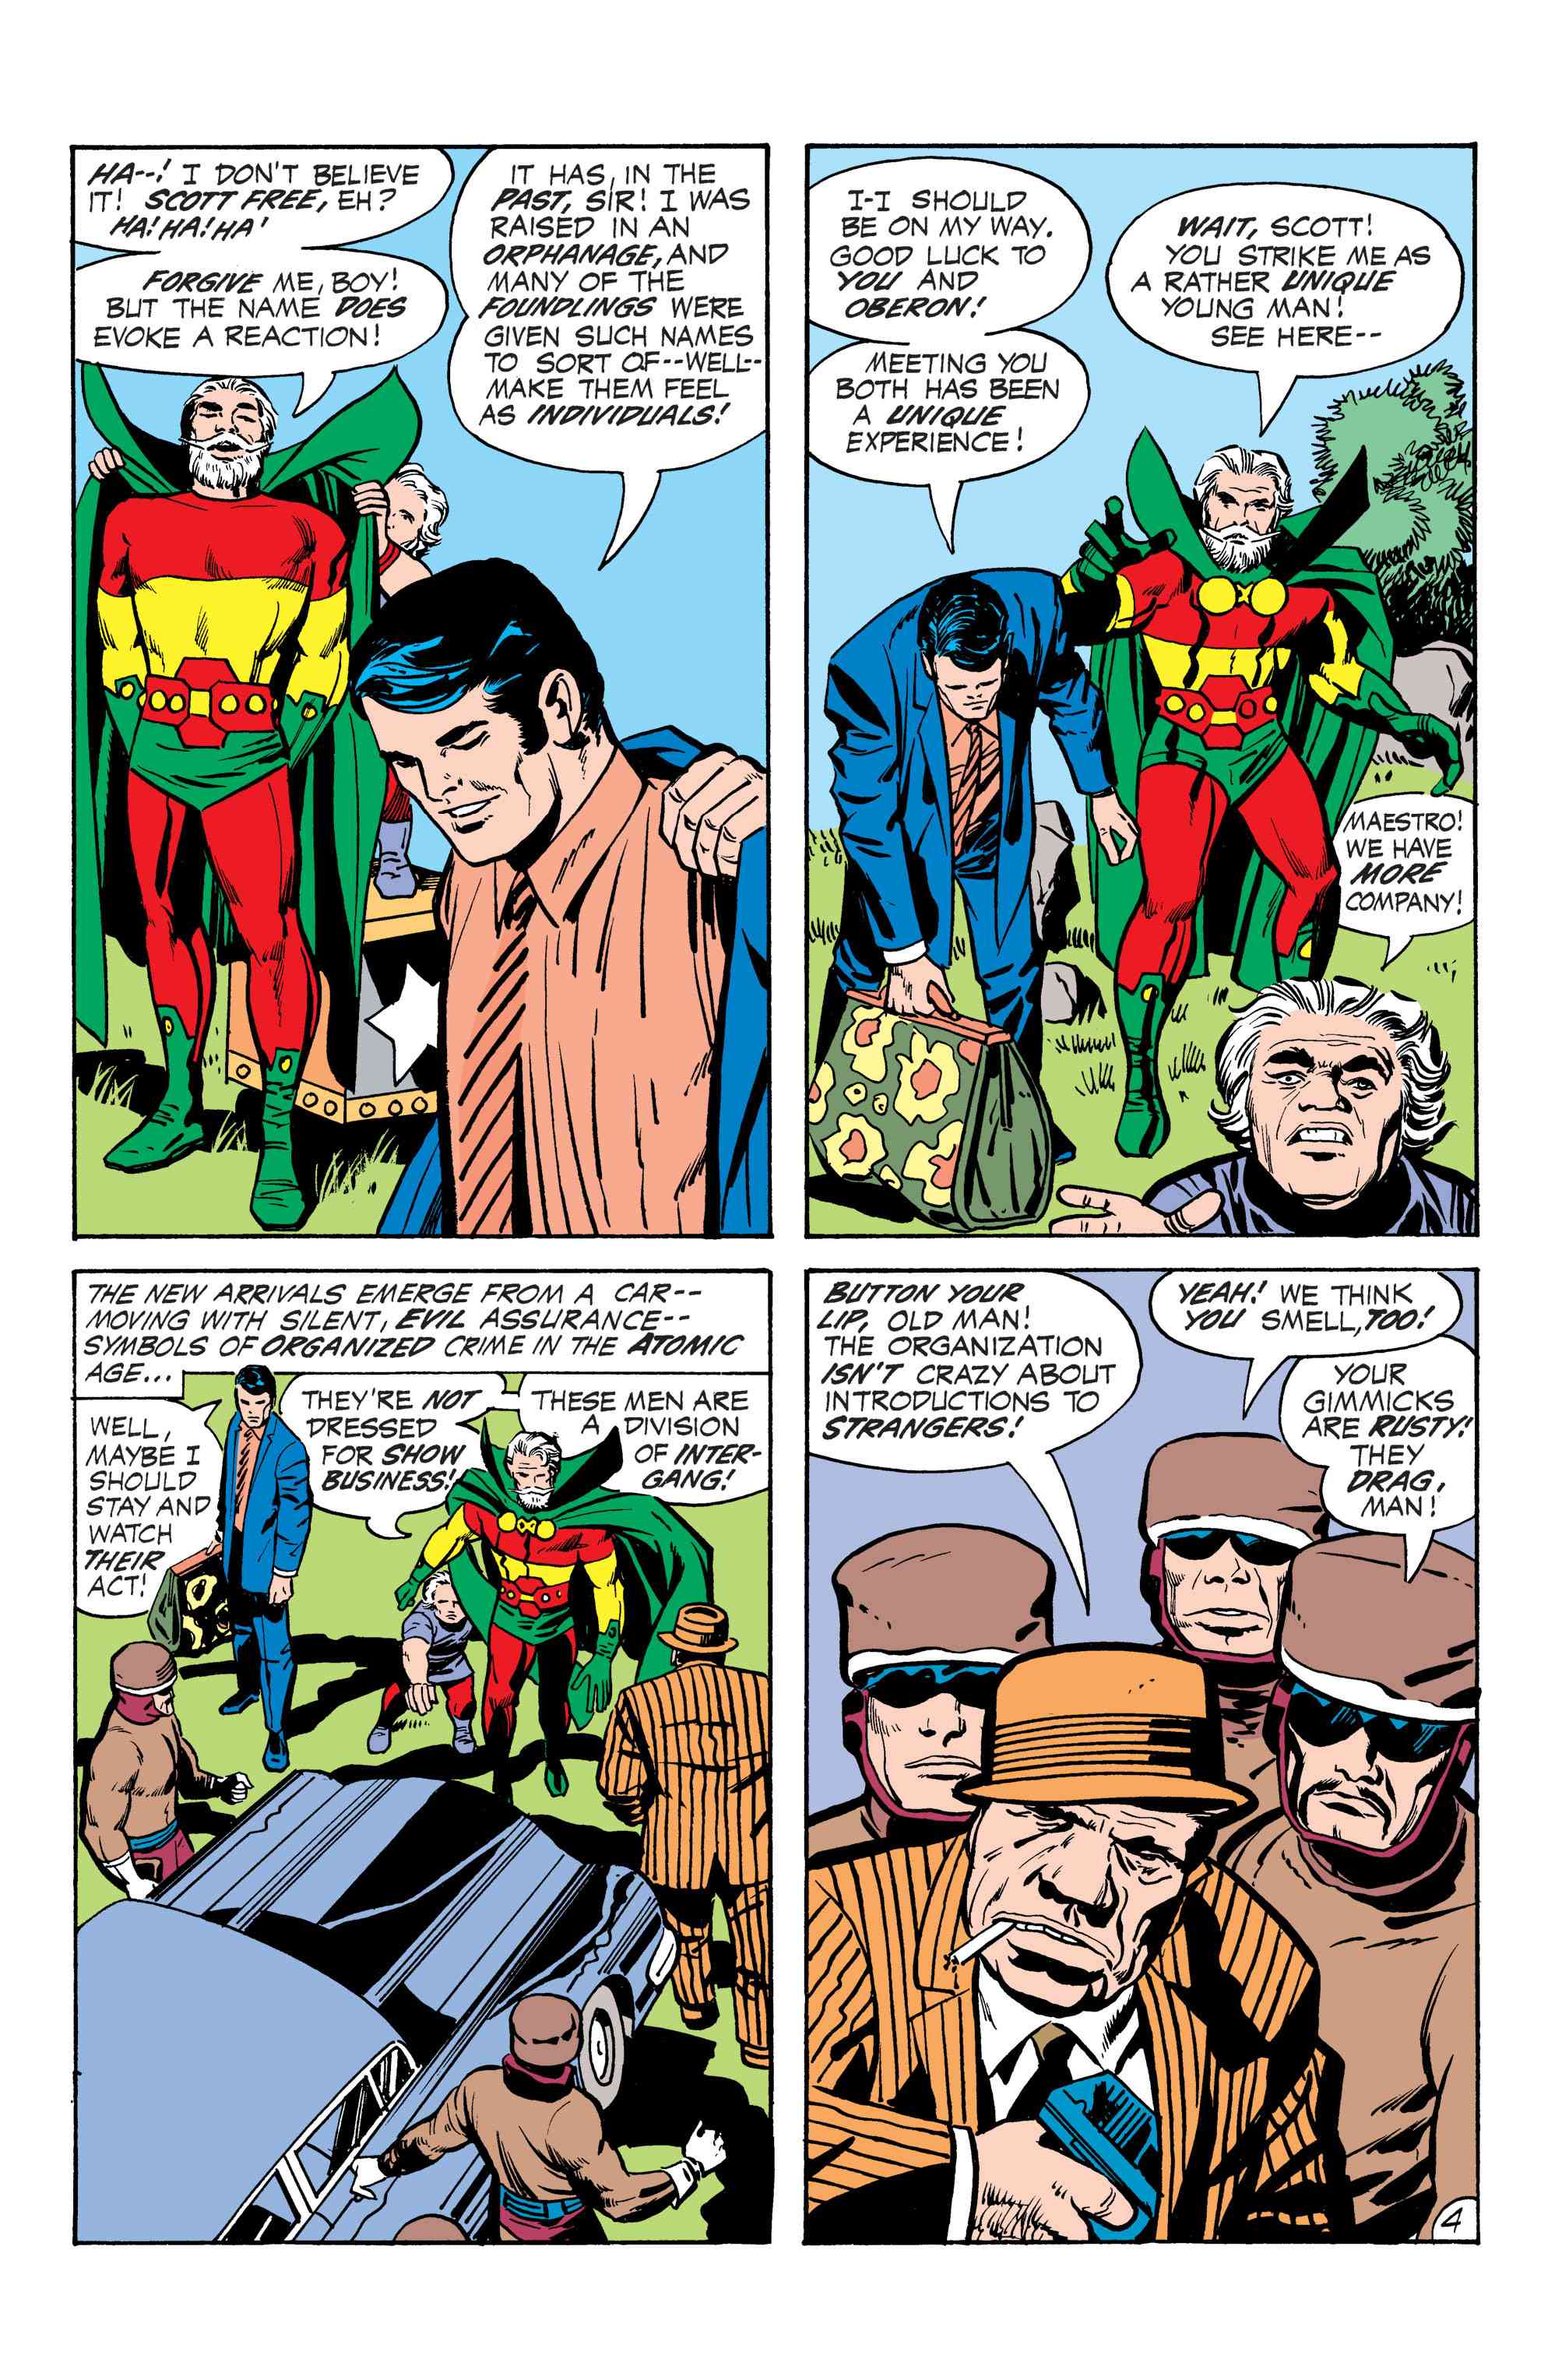 HA--! I DON'T BELIEVE
IT! SCOTT FREE, EH?
HA! HA! HA!
FORGIVE ME, BOY!
BUT THE NAME DOES
EVOKE A REACTION!
IT HAS, IN THE
PAST, SIR! I WAS
RAISED IN AN
ORPHANAGE, AND
MANY OF THE
FOUNDLINGS WERE
GIVEN SUCH NAMES
TO SORT OF--WELL--
MAKE THEM FEEL
AS INDIVIDUALS!
I-I SHOULD
BE ON MY WAY.
GOOD LUCK TO
YOU AND
OBERON!
MEETING YOU
BOTH HAS BEEN
A UNIQUE
EXPERIENCE!
WAIT, SCOTT!
YOU STRIKE ME AS
A RATHER UNIQUE
YOUNG MAN!
SEE HERE--
MAESTRO!
WE HAVE
MORE
COMPANY!
THE NEW ARRIVALS EMERGE FROM A CAR--
MOVING WITH SILENT, EVIL ASSURANCE--
SYMBOLS OF ORGANIZED CRIME IN THE ATOMIC
AGE...
WELL,
MAYBE I
SHOULD
STAY AND
WATCH
THEIR
ACT!
THEY'RE NOT
DRESSED
FOR SHOW
BUSINESS!
THESE MEN ARE
A DIVISION
OF INTER-
GANG!
BUTTON YOUR
LIP, OLD MAN!
THE ORGANIZATION
ISN'T CRAZY ABOUT
INTRODUCTIONS TO
STRANGERS!
YEAH! WE THINK
YOU SMELL, TOO!
YOUR
GIMMICKS
ARE RUSTY!
THEY
DRAG,
MAN!
4